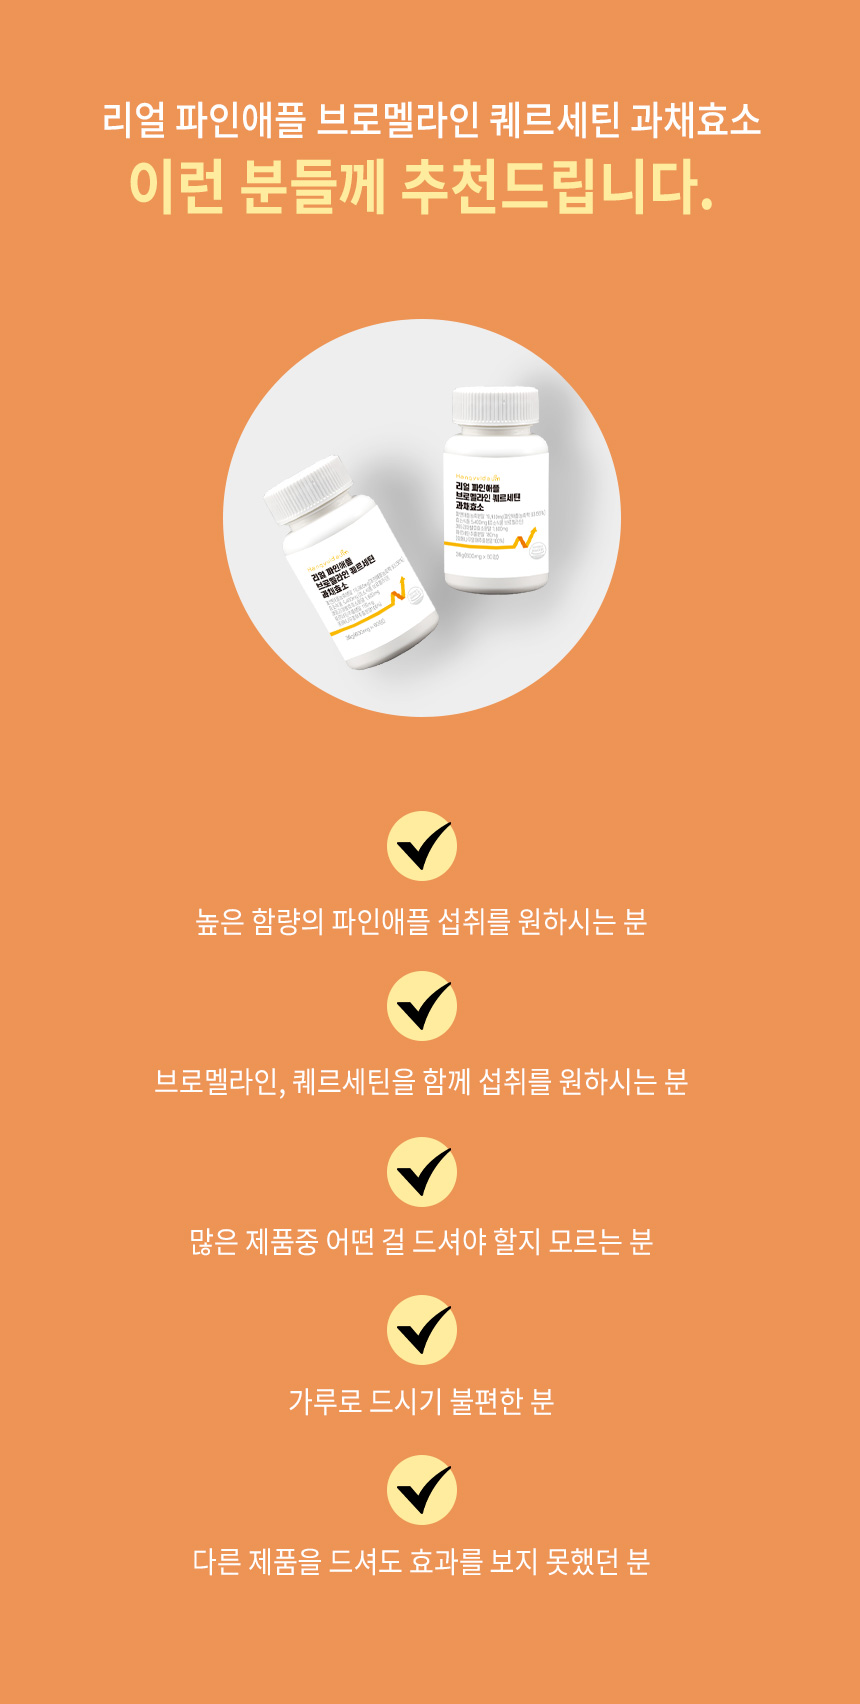 리얼 파인애플 브로멜라인 퀘르세틴 과채효소
이런 분들께 추천드립니다.
리얼 파인애플
브로멜라인 퀘르세틴
과채효소
리얼 파인애플
브로멜라인 퀘르세틴
과채효소
높은 함량의 파인애플 섭취를 원하시는 분
브로멜라인, 퀘르세틴을 함께 섭취를 원하시는 분
많은 제품중 어떤 걸 드셔야 할지 모르는 분
가루로 드시기 불편한 분
다른 제품을 드셔도 효과를 보지 못했던 분